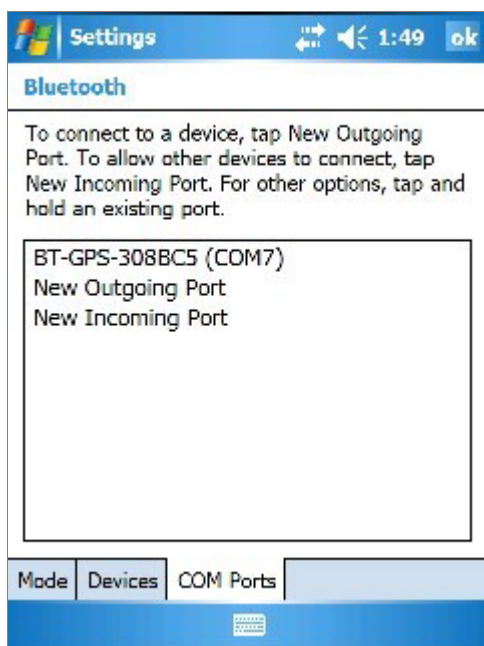 Settings 1:49 ok
Bluetooth
To connect to a device, tap New Outgoing
Port. To allow other devices to connect, tap
New Incoming Port. For other options, tap and
hold an existing port.
BT-GPS-308BC5 (COM7)
New Outgoing Port
New Incoming Port
Mode Devices COM Ports